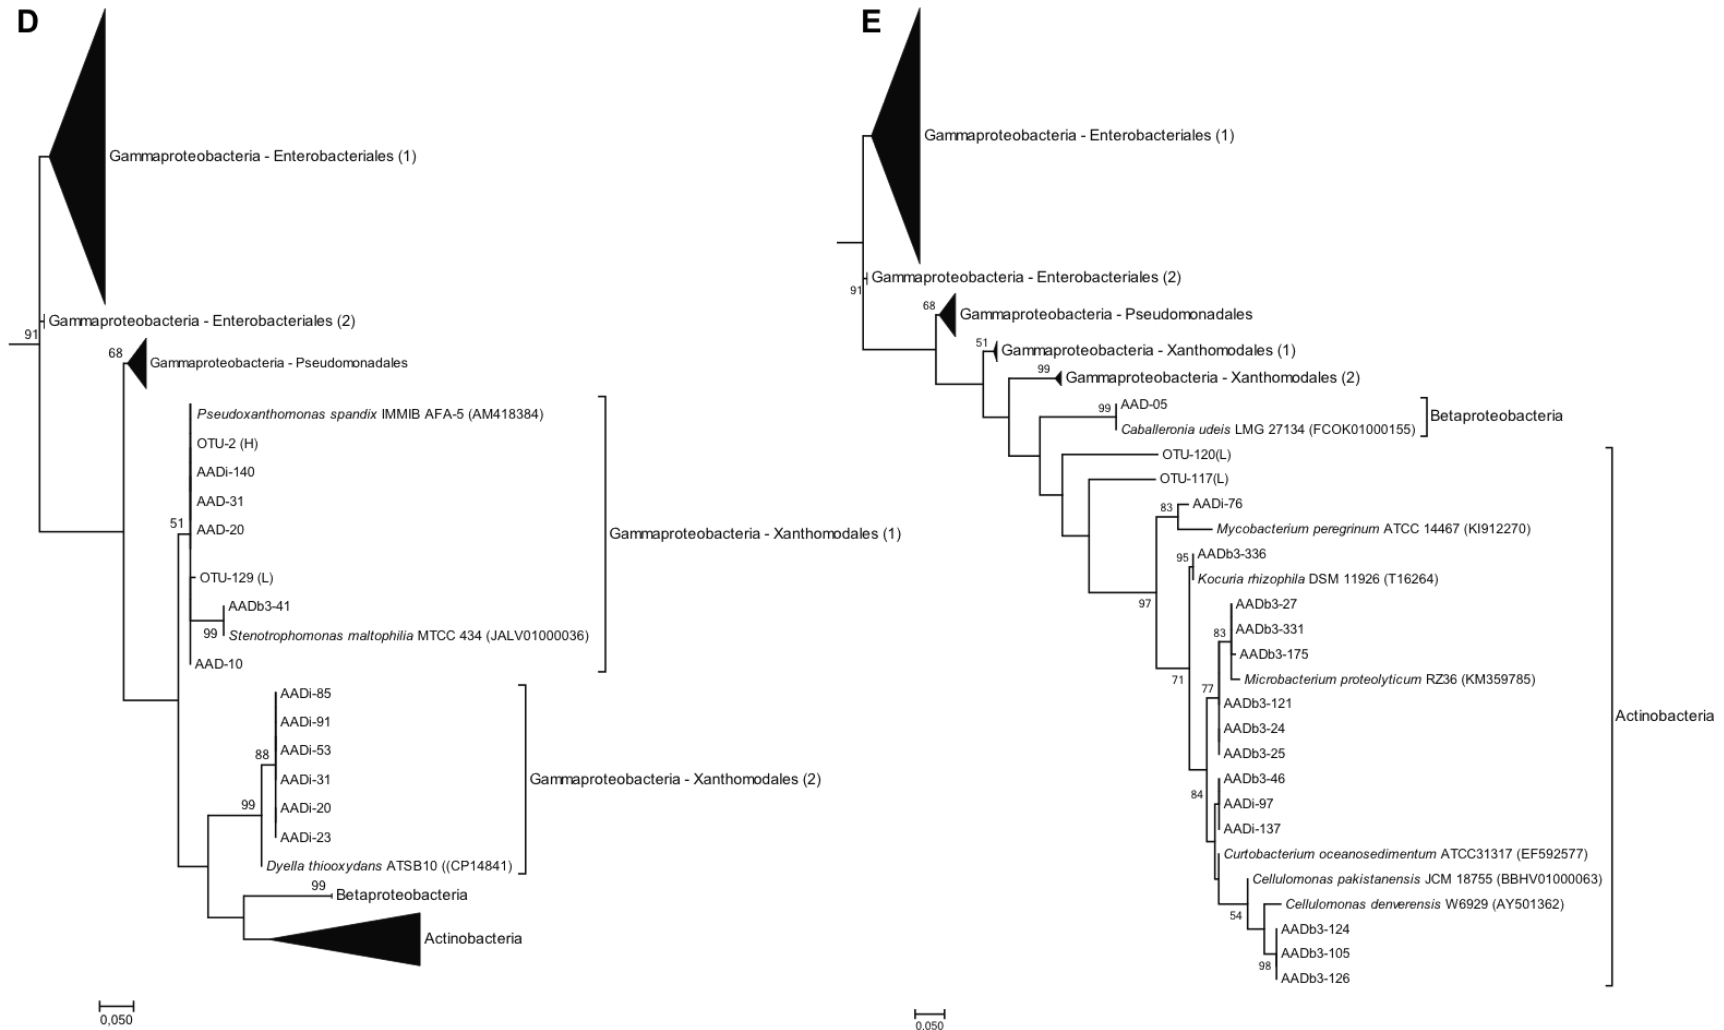 D
Gammaproteobacteria - Enterobacteriales (1)
91
Gammaproteobacteria - Enterobacteriales (2)
68
Gammaproteobacteria - Pseudomonadales
Pseudoxanthomonas spandix IMMIB AFA-5 (AM418384)
OTU-2 (H)
AADi-140
AAD-31
51
AAD-20
Gammaproteobacteria - Xanthomodales (1)
OTU-129 (L)
AADb3-41
99
Stenotrophomonas maltophilia MTCC 434 (JALV01000036)
AAD-10
AADi-85
AADi-91
88
AADi-53
AADi-31
Gammaproteobacteria - Xanthomodales (2)
99
AADi-20
AADi-23
Dyella thiooxydans ATSB10 ((CP14841)
99
Betaproteobacteria
Actinobacteria
0,050
E
Gammaproteobacteria - Enterobacteriales (1)
Gammaproteobacteria - Enterobacteriales (2)
91
68
Gammaproteobacteria - Pseudomonadales
51
Gammaproteobacteria - Xanthomodales (1)
99
Gammaproteobacteria - Xanthomodales (2)
99
AAD-05
Betaproteobacteria
Caballeronia udeis LMG 27134 (FCOK01000155)
OTU-120(L)
OTU-117(L)
83
AADi-76
Mycobacterium peregrinum ATCC 14467 (KI912270)
95
AADb3-336
Kocuria rhizophila DSM 11926 (T16264)
97
AADb3-27
83
AADb3-331
AADb3-175
71
Microbacterium proteolyticum RZ36 (KM359785)
77
AADb3-121
Actinobacteria
AADb3-24
AADb3-25
AADb3-46
84
AADi-97
AADi-137
Curtobacterium oceanosedimentum ATCC31317 (EF592577)
Cellulomonas pakistanensis JCM 18755 (BBHV01000063)
Cellulomonas denverensis W6929 (AY501362)
54
AADb3-124
AADb3-105
98
AADb3-126
0.050